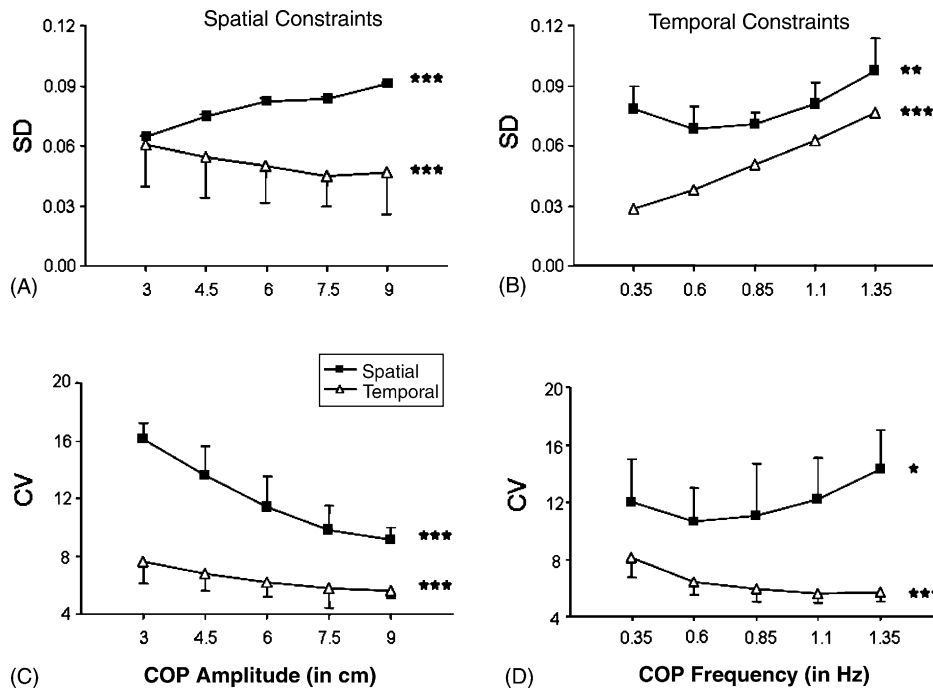 Spatial Constraints
0.12
0.09
0.06
0.03
0.00
SD
***
***
3 4.5 6 7.5 9
(A)
Temporal Constraints
0.12
0.09
0.06
0.03
0.00
SD
**
***
0.35 0.6 0.85 1.1 1.35
(B)
20
16
12
8
4
CV
Spatial
Temporal
***
***
3 4.5 6 7.5 9
(C) COP Amplitude (in cm)
20
16
12
8
4
CV
*
***
0.35 0.6 0.85 1.1 1.35
(D) COP Frequency (in Hz)